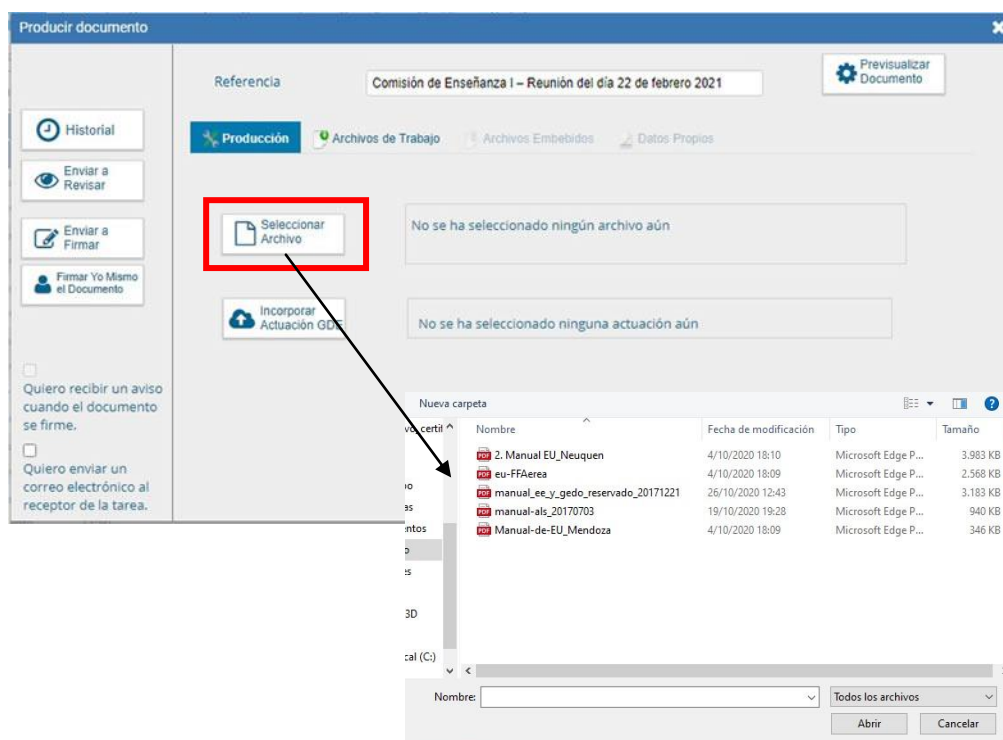 Producir documento
Referencia
Comisión de Enseñanza I – Reunión del día 22 de febrero 2021
Previsualizar
Documento
Historial
Enviar a
Revisar
Enviar a
Firmar
Firmar Yo Mismo
el Documento
Producción
Archivos de Trabajo
Archivos Embebidos
Datos Propios
Seleccionar
Archivo
No se ha seleccionado ningún archivo aún
Incorporar
Actuación GDE
No se ha seleccionado ninguna actuación aún
Quiero recibir un aviso
cuando el documento
se firme.
Quiero enviar un
correo electrónico al
receptor de la tarea.
Nueva carpeta
Nombre Fecha de modificación Tipo Tamaño
PDF 2. Manual EU_Neuquen 4/10/2020 18:10 Microsoft Edge P... 3.983 KB
PDF eu-FFAerea 4/10/2020 18:09 Microsoft Edge P... 2.568 KB
PDF manual_ee_y_gedo_reservado_20171221 26/10/2020 12:43 Microsoft Edge P... 3.183 KB
PDF manual-als_20170703 19/10/2020 19:28 Microsoft Edge P... 940 KB
PDF Manual-de-EU_Mendoza 4/10/2020 18:09 Microsoft Edge P... 346 KB
entos
3D
cal (C:)
Nombre:
Todos los archivos
Abrir
Cancelar